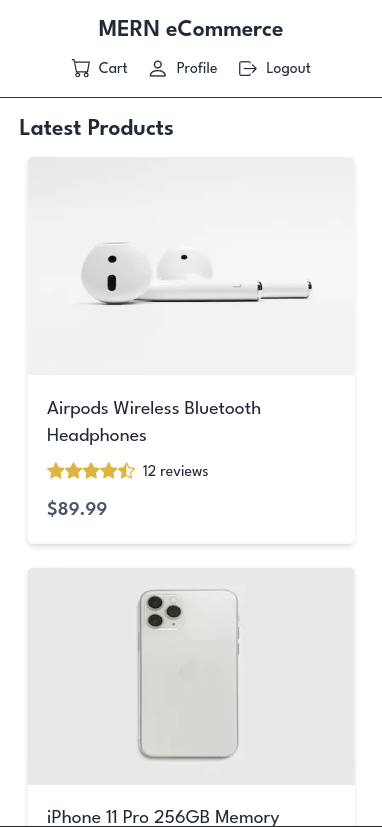 MERN eCommerce
Cart Profile Logout
Latest Products
Airpods Wireless Bluetooth
Headphones
12 reviews
$89.99
iPhone 11 Pro 256GB Memory